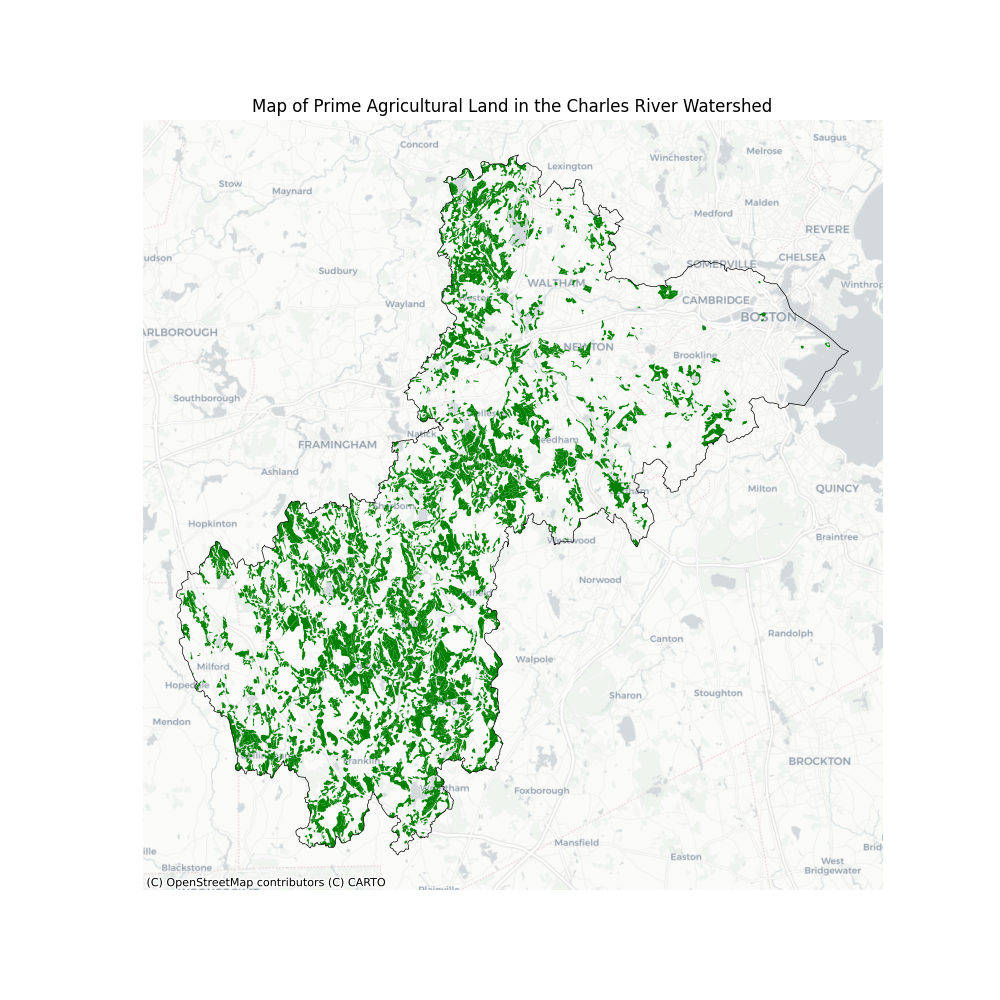 Map of Prime Agricultural Land in the Charles River Watershed
Saugus
Concord
Melrose
Winchester
Lexington
Stow
Maynard
Malden
Medford
REVERE
CHELSEA
udson
SOMERVILLE
Sudbury
WALTHAM
Winthrop
Wayland
CAMBRIDGE
BOSTON
ARLBOROUGH
NEWTON
Brookline
Southborough
Natick
FRAMINGHAM
Needham
Ashland
Milton
QUINCY
Hopkinton
Braintree
Westwood
Norwood
Randolph
Canton
Walpole
Milford
Hopedale
Sharon
Stoughton
Mendon
Franklin
BROCKTON
Foxborough
Mansfield
Easton
Brid
ille
West
Bridgewater
Blackstone
(C) OpenStreetMap contributors (C) CARTO